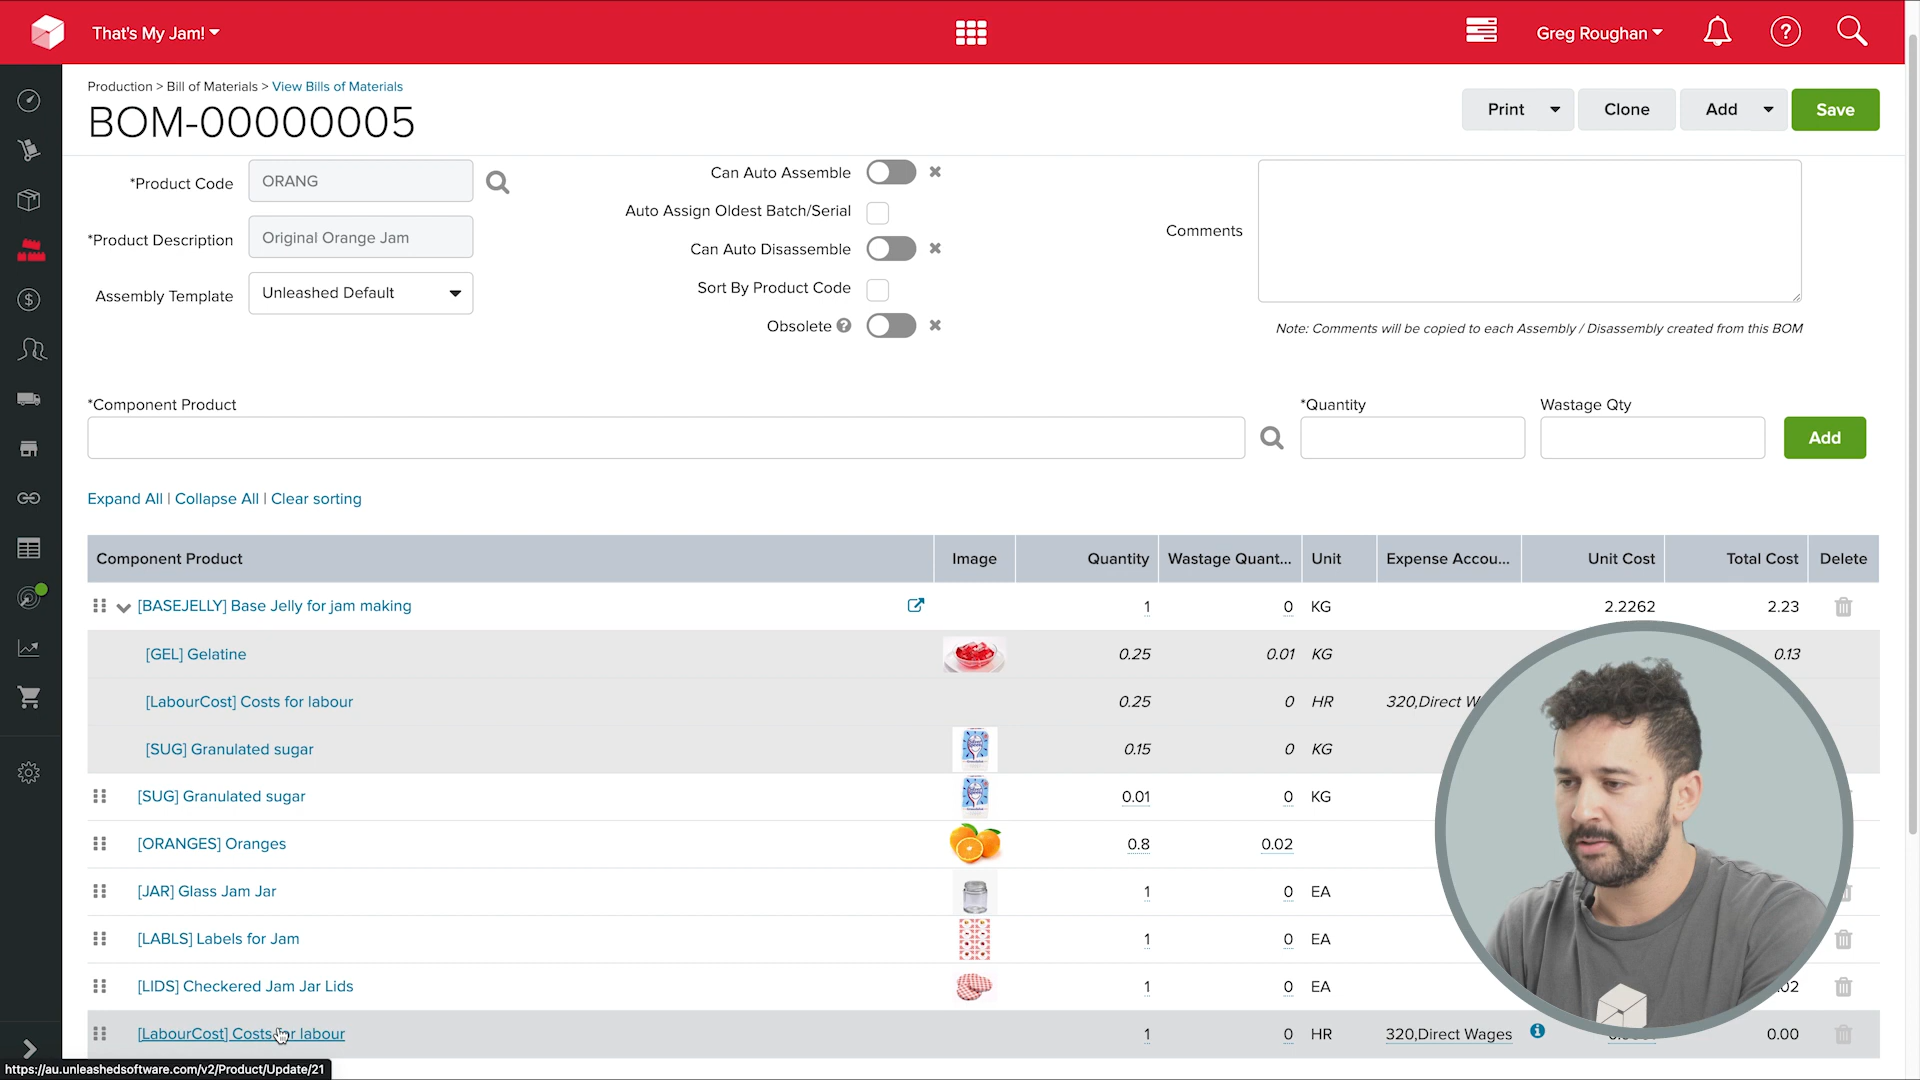 That's My Jam!
Greg Roughan
Production > Bill of Materials > View Bills of Materials
BOM-00000005
Print
Clone
Add
Save
*Product Code
ORANG
*Product Description
Original Orange Jam
Assembly Template
Unleashed Default
Can Auto Assemble
Auto Assign Oldest Batch/Serial
Can Auto Disassemble
Sort By Product Code
Obsolete
Comments
Note: Comments will be copied to each Assembly / Disassembly created from this BOM
*Component Product
*Quantity
Wastage Qty
Add
Expand All | Collapse All | Clear sorting
Component Product Image Quantity Wastage Quant... Unit Expense Accou... Unit Cost Total Cost Delete
[BASEJELLY] Base Jelly for jam making 1 0 KG 2.2262 2.23
[GEL] Gelatine 0.25 0.01 KG 0.13
[LabourCost] Costs for labour 0.25 0 HR 320,Direct W
[SUG] Granulated sugar 0.15 0 KG
[SUG] Granulated sugar 0.01 0 KG
[ORANGES] Oranges 0.8 0.02
[JAR] Glass Jam Jar 1 0 EA
[LABLS] Labels for Jam 1 0 EA
[LIDS] Checkered Jam Jar Lids 1 0 EA 02
[LabourCost] Costs for labour 1 0 HR 320,Direct Wages 0.00
https://au.unleashedsoftware.com/v2/Product/Update/21